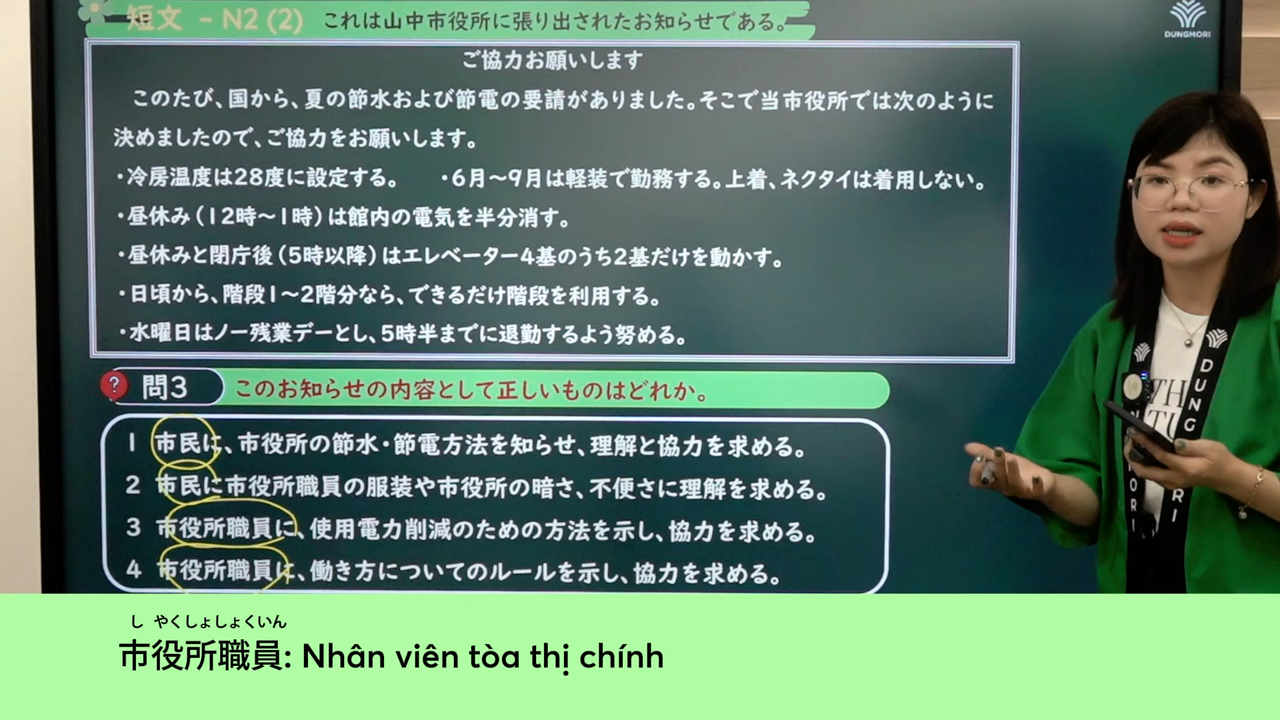 短文 - N2 (2) これは山中市役所に張り出されたお知らせである。
DUNGMORI
ご協力お願いします
このたび、国から、夏の節水および節電の要請がありました。そこで当市役所では次のように
決めましたので、ご協力をお願いします。
・冷房温度は28度に設定する。 ・6月～9月は軽装で勤務する。上着、ネクタイは着用しない。
・昼休み(12時～1時)は館内の電気を半分消す。
・昼休みと閉庁後(5時以降)はエレベーター4基のうち2基だけを動かす。
・日頃から、階段1～2階分なら、できるだけ階段を利用する。
・水曜日はノー残業デーとし、5時半までに退勤するよう努める。
? 問3 このお知らせの内容として正しいものはどれか。
1 市民に、市役所の節水・節電方法を知らせ、理解と協力を求める。
2 市民に市役所職員の服装や市役所の暗さ、不便さに理解を求める。
3 市役所職員に、使用電力削減のための方法を示し、協力を求める。
4 市役所職員に、働き方についてのルールを示し、協力を求める。
し やくしょしょくいん
市役所職員: Nhân viên tòa thị chính